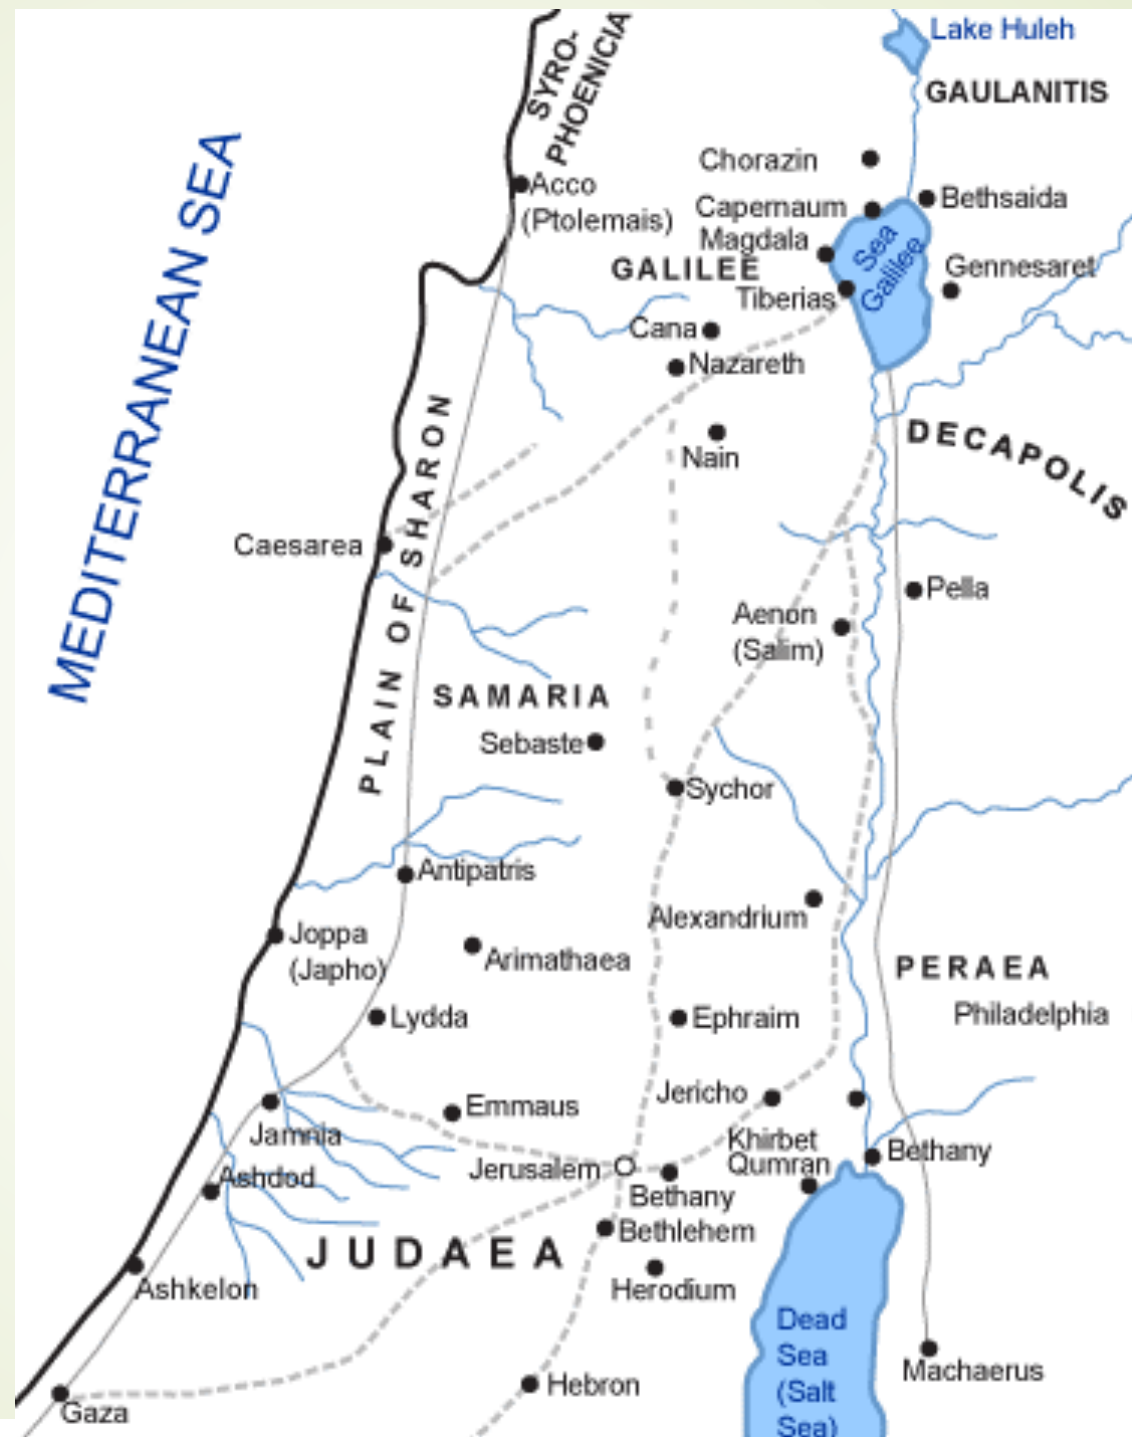 Lake Huleh
SYRO-
PHOENICIA
GAULANITIS
MEDITERRANEAN SEA
Chorazin
Acco
(Ptolemais)
Capernaum
Bethsaida
Magdala
Sea
Galilee
GALILEE
Gennesaret
Tiberias
Cana
Nazareth
PLAIN OF SHARON
DECAPOLIS
Nain
Caesarea
Pella
Aenon
(Salim)
SAMARIA
Sebaste
Sychor
Antipatris
Alexandrium
Joppa
(Japho)
Arimathaea
PERAEA
Lydda
Ephraim
Philadelphia
Jericho
Emmaus
Jamnia
Khirbet
Qumran
Bethany
Jerusalem
Ashdod
Bethany
Bethlehem
JUDAEA
Ashkelon
Herodium
Dead
Sea
(Salt
Sea)
Machaerus
Hebron
Gaza